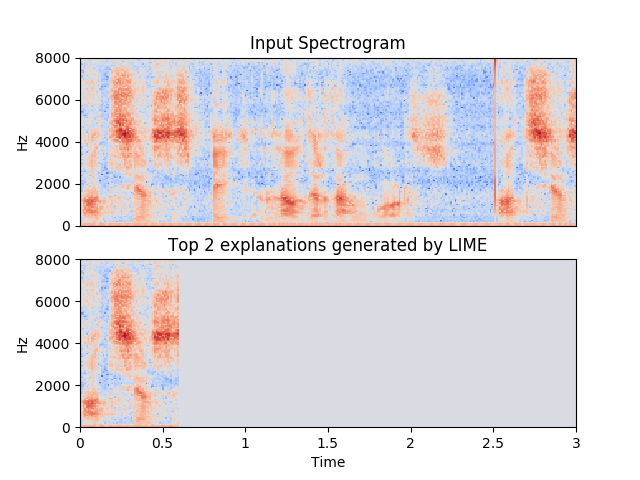 Input Spectrogram
8000
6000
4000
2000
0
Hz
Top 2 explanations generated by LIME
8000
6000
4000
2000
0
Hz
0 0.5 1 1.5 2 2.5 3
Time